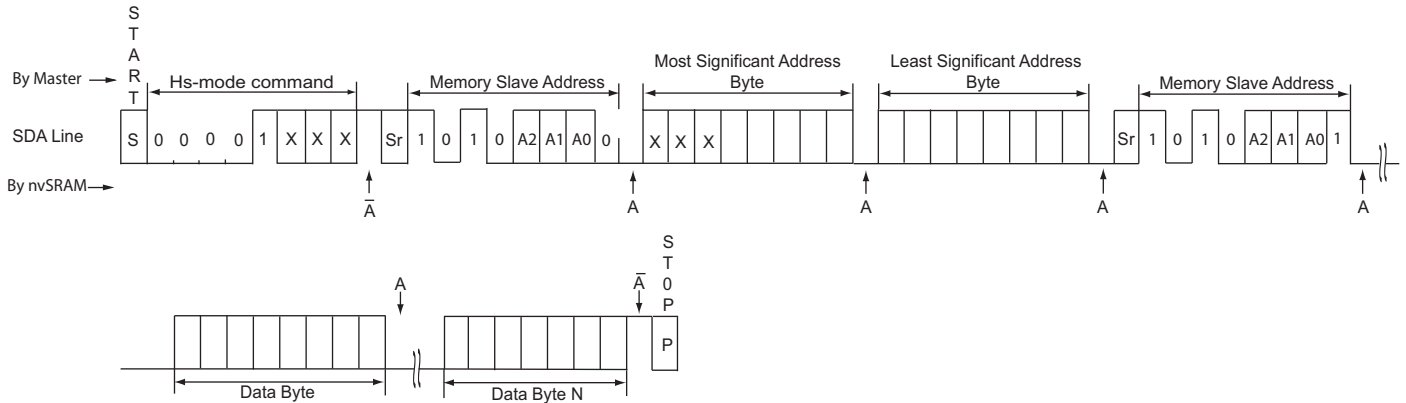 START
By Master
Hs-mode command
Memory Slave Address
Most Significant Address
Byte
Least Significant Address
Byte
Memory Slave Address
SDA Line
S 0 0 0 0 1 X X X Sr 1 0 1 0 A2 A1 A0 0 X X X Sr 1 0 1 0 A2 A1 A0 1
By nvSRAM
A̅
A
A
A
A
A
A̅
ST0P
P
Data Byte
Data Byte N